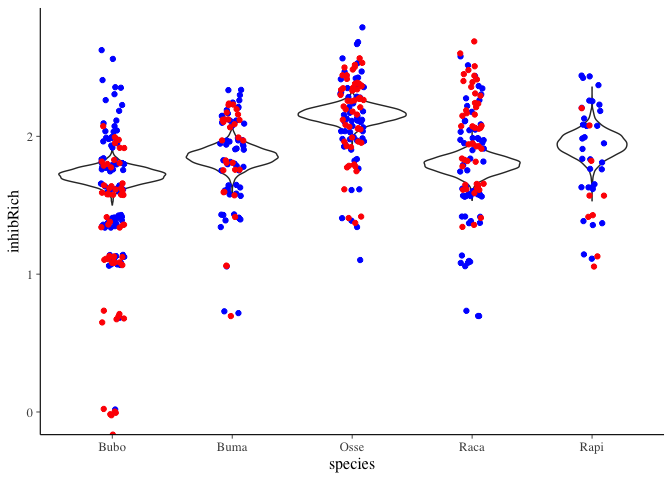 inhibRich
2
1
0
Bubo
Buma
Osse
Raca
Rapi
species